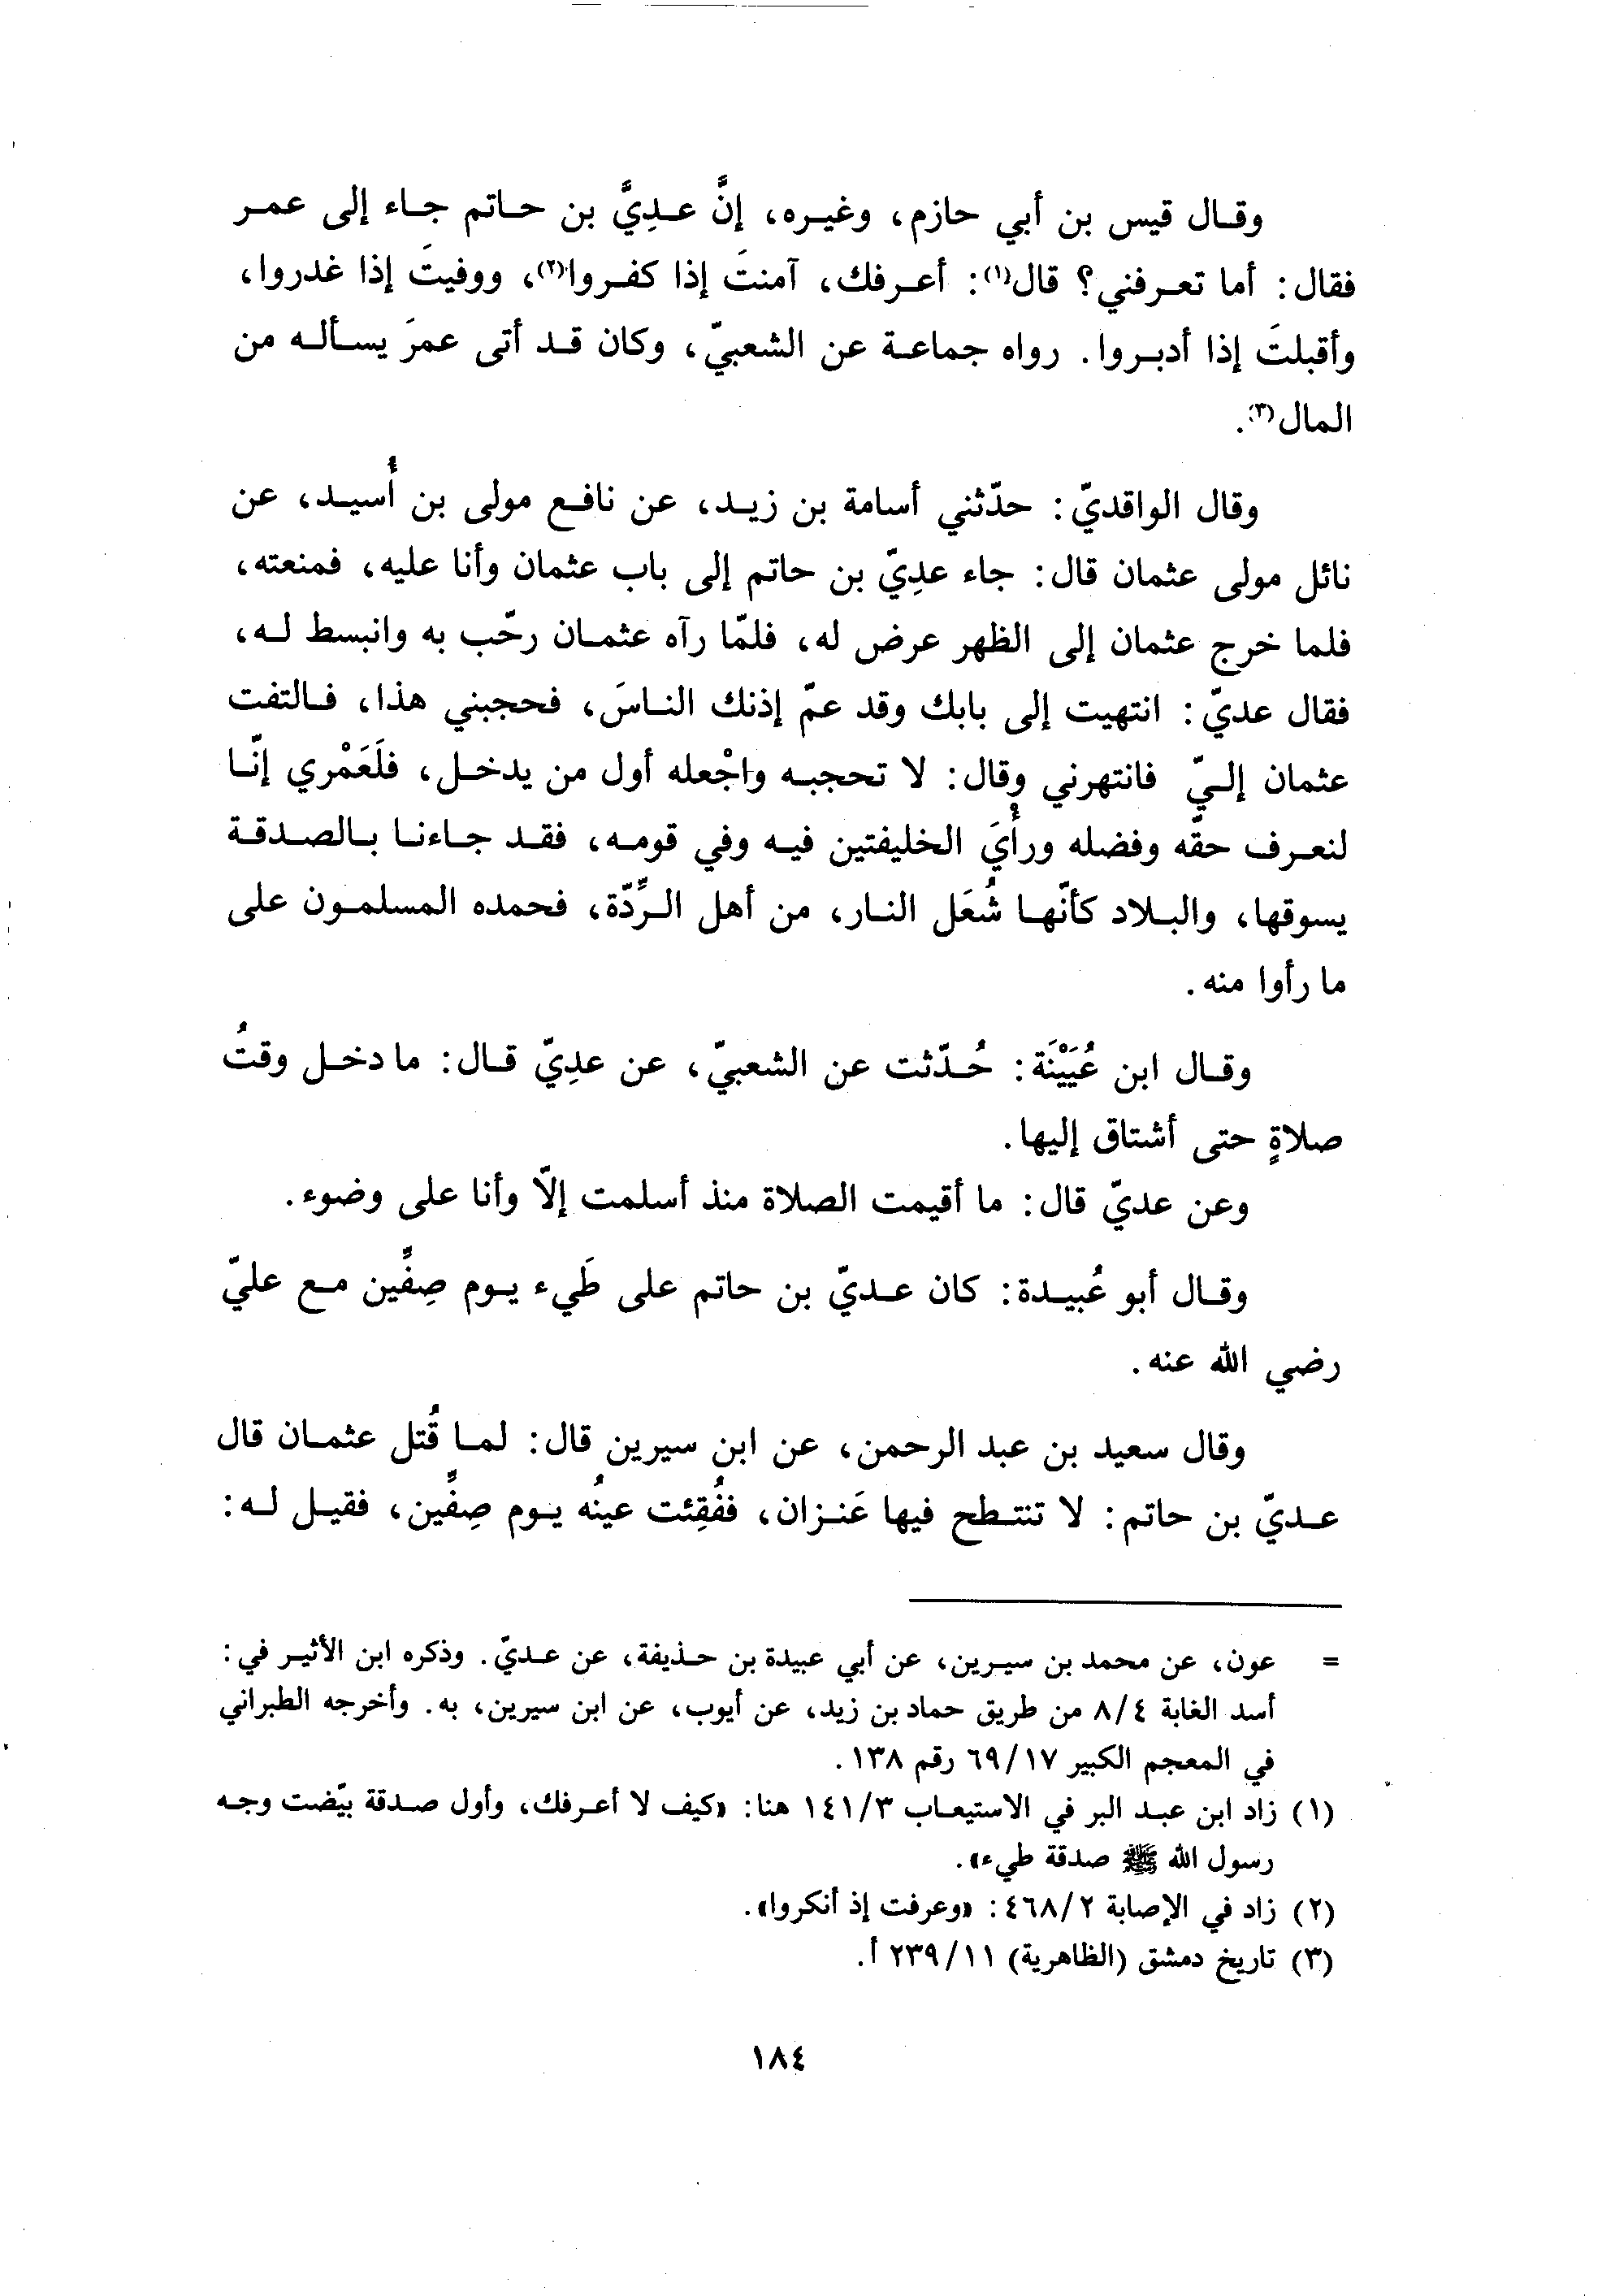 وقال قيس بن أبي حازم، وغيره، إنَّ عدِيَّ بن حاتم جاء إلى عمر
فقال: أما تعرفني؟ قال(١): أعرفك، آمنتَ إذا كفروا(٢)، ووفيتَ إذا غدروا،
وأقبلتَ إذا أدبروا. رواه جماعة عن الشعبيّ، وكان قد أتى عمرَ يسأله من
المال(٣).
وقال الواقديّ: حدّثني أسامة بن زيد، عن نافع مولى بن أُسيد، عن
نائل مولى عثمان قال: جاء عدِيّ بن حاتم إلى باب عثمان وأنا عليه، فمنعته،
فلما خرج عثمان إلى الظهر عرض له، فلمّا رآه عثمان رحّب به وانبسط له،
فقال عديّ: انتهيت إلى بابك وقد عمّ إذنك الناسَ، فحجبني هذا، فالتفت
عثمان إليّ فانتهرني وقال: لا تحجبه واجْعله أول من يدخل، فلَعَمْري إنّا
لنعرف حقّه وفضله ورأْيَ الخليفتين فيه وفي قومه، فقد جاءنا بالصدقة
يسوقها، والبلاد كأنّها شُعَل النار، من أهل الرِّدّة، فحمده المسلمون على
ما رأوا منه.
وقال ابن عُيَيْنَة: حُدّثت عن الشعبيّ، عن عدِيّ قال: ما دخل وقتُ
صلاةٍ حتى أشتاق إليها.
وعن عديّ قال: ما أقيمت الصلاة منذ أسلمت إلّا وأنا على وضوء.
وقال أبو عُبيدة: كان عديّ بن حاتم على طَيء يوم صِفِّين مع عليّ
رضي الله عنه.
وقال سعيد بن عبد الرحمن، عن ابن سيرين قال: لما قُتل عثمان قال
عديّ بن حاتم: لا تنتطح فيها عَنزان، ففُقِئت عينُه يوم صِفِّين، فقيل له:
= عون، عن محمد بن سيرين، عن أبي عبيدة بن حذيفة، عن عديّ. وذكره ابن الأثير في:
أسد الغابة ٨/٤ من طريق حماد بن زيد، عن أيوب، عن ابن سيرين، به. وأخرجه الطبراني
في المعجم الكبير ٦٩/١٧ رقم ١٣٨.
(١) زاد ابن عبد البر في الاستيعاب ١٤١/٣ هنا: «كيف لا أعرفك، وأول صدقة بيّضت وجه
رسول الله ﷺ صدقة طيء».
(٢) زاد في الإصابة ٤٦٨/٢: «وعرفت إذ أنكروا».
(٣) تاريخ دمشق (الظاهرية) ٢٣٩/١١ أ.
١٨٤